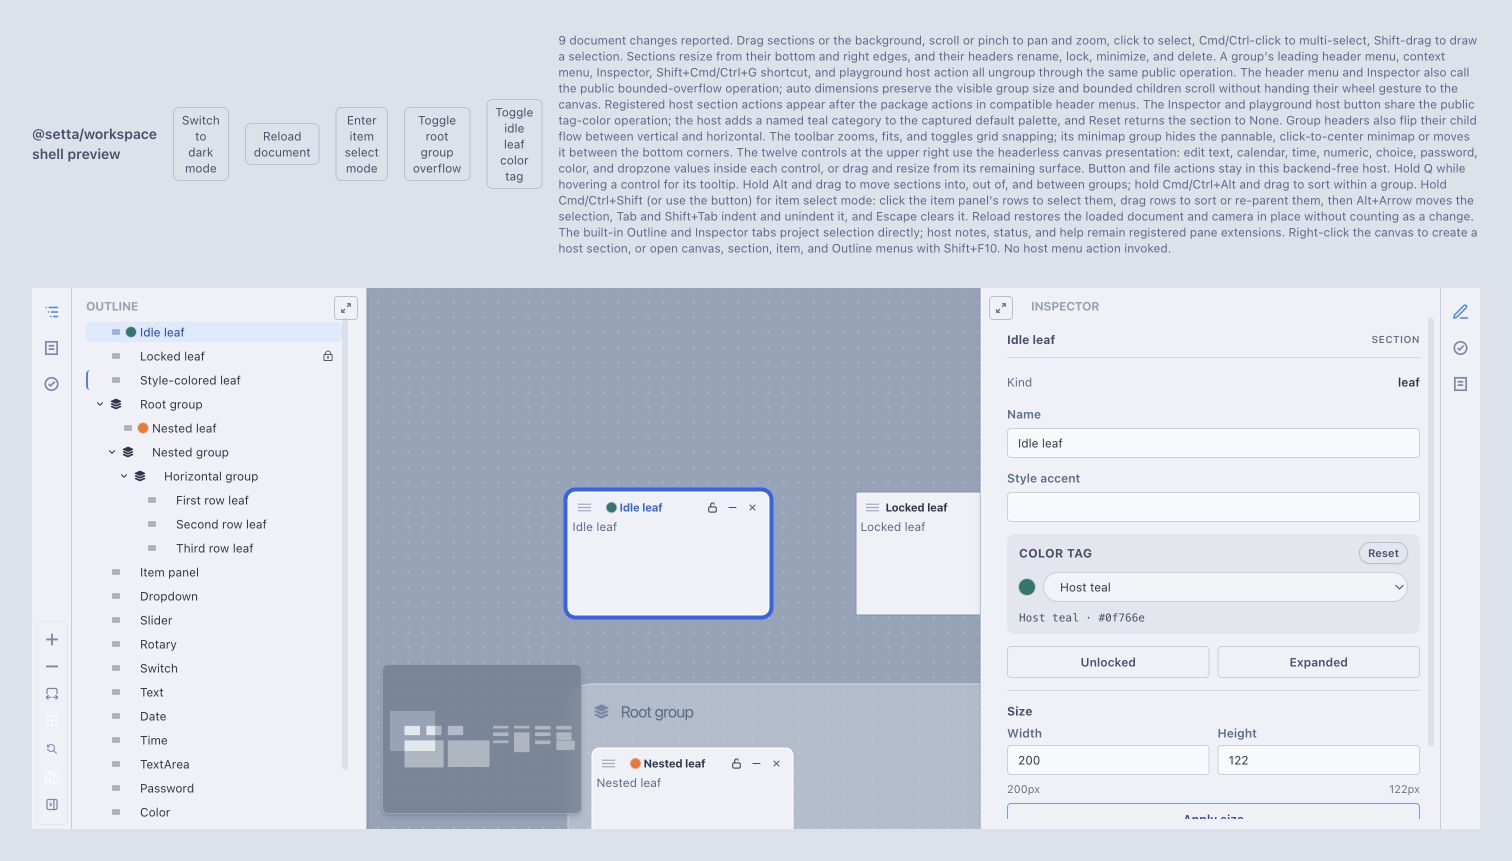 @setta/workspace
shell preview
Switch
to
dark
mode
Reload
document
Enter
item
select
mode
Toggle
root
group
overflow
Toggle
idle
leaf
color
tag
9 document changes reported. Drag sections or the background, scroll or pinch to pan and zoom, click to select, Cmd/Ctrl-click to multi-select, Shift-drag to draw
a selection. Sections resize from their bottom and right edges, and their headers rename, lock, minimize, and delete. A group's leading header menu, context
menu, Inspector, Shift+Cmd/Ctrl+G shortcut, and playground host action all ungroup through the same public operation. The header menu and Inspector also call
the public bounded-overflow operation; auto dimensions preserve the visible group size and bounded children scroll without handing their wheel gesture to the
canvas. Registered host section actions appear after the package actions in compatible header menus. The Inspector and playground host button share the public
tag-color operation; the host adds a named teal category to the captured default palette, and Reset returns the section to None. Group headers also flip their child
flow between vertical and horizontal. The toolbar zooms, fits, and toggles grid snapping; its minimap group hides the pannable, click-to-center minimap or moves
it between the bottom corners. The twelve controls at the upper right use the headerless canvas presentation: edit text, calendar, time, numeric, choice, password,
color, and dropzone values inside each control, or drag and resize from its remaining surface. Button and file actions stay in this backend-free host. Hold Q while
hovering a control for its tooltip. Hold Alt and drag to move sections into, out of, and between groups; hold Cmd/Ctrl+Alt and drag to sort within a group. Hold
Cmd/Ctrl+Shift (or use the button) for item select mode: click the item panel's rows to select them, drag rows to sort or re-parent them, then Alt+Arrow moves the
selection, Tab and Shift+Tab indent and unindent it, and Escape clears it. Reload restores the loaded document and camera in place without counting as a change.
The built-in Outline and Inspector tabs project selection directly; host notes, status, and help remain registered pane extensions. Right-click the canvas to create a
host section, or open canvas, section, item, and Outline menus with Shift+F10. No host menu action invoked.
OUTLINE
Idle leaf
Locked leaf
Style-colored leaf
Root group
Nested leaf
Nested group
Horizontal group
First row leaf
Second row leaf
Third row leaf
Item panel
Dropdown
Slider
Rotary
Switch
Text
Date
Time
TextArea
Password
Color
Idle leaf
Idle leaf
Locked leaf
Locked leaf
Root group
Nested leaf
Nested leaf
INSPECTOR
Idle leaf SECTION
Kind leaf
Name
Idle leaf
Style accent
COLOR TAG Reset
Host teal
Host teal · #0f766e
Unlocked Expanded
Size
Width Height
200 122
200px 122px
Apply size